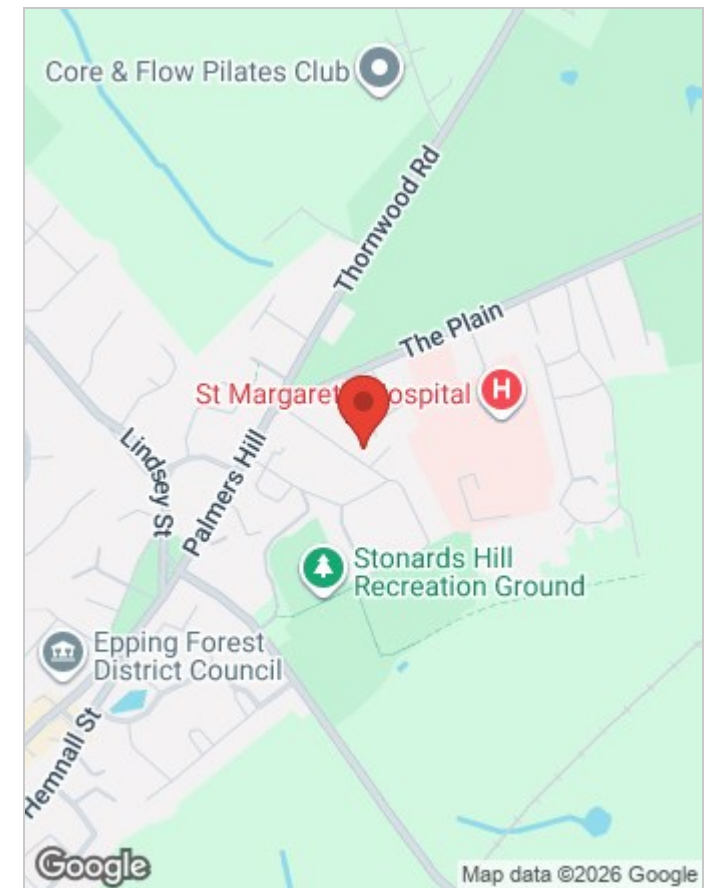 Core & Flow Pilates Club
Thornwood Rd
The Plain
St Margaret ospital
H
Lindsey St
Palmers Hill
Stonards Hill
Recreation Ground
Epping Forest
District Council
Hemnall St
Google
Map data ©2026 Google